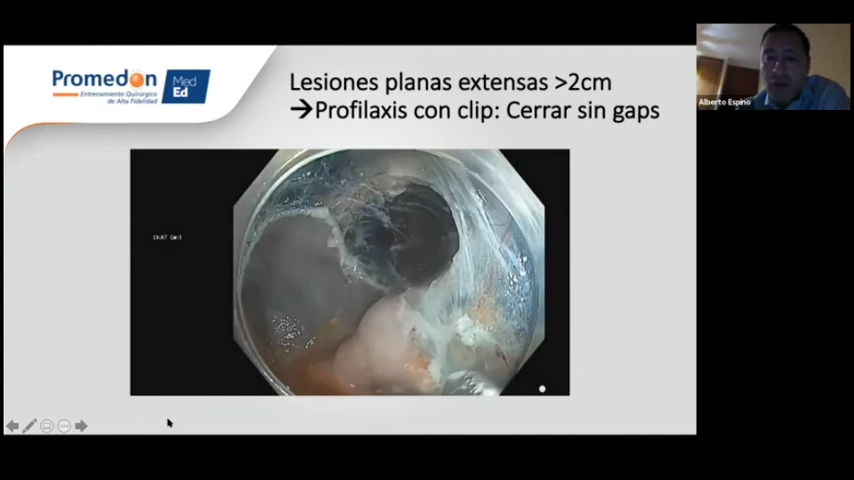 Promedon
Entrenamiento Quirúrgico
de Alta Fidelidad
Med
Ed
Lesiones planas extensas >2cm
→Profilaxis con clip: Cerrar sin gaps
Alberto Espino